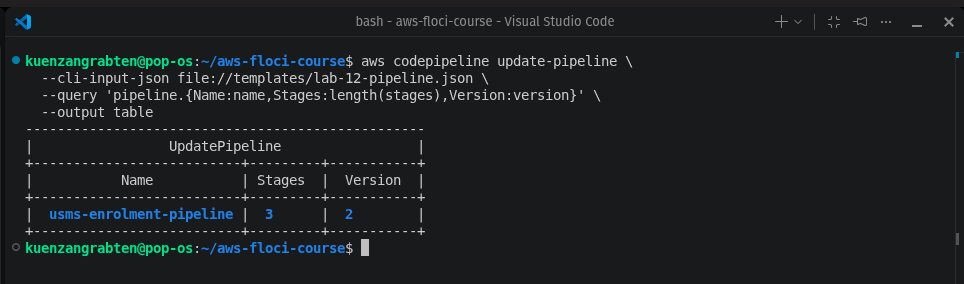 bash - aws-floci-course - Visual Studio Code
kuenzangrabten@pop-os:~/aws-floci-course$ aws codepipeline update-pipeline \
  --cli-input-json file://templates/lab-12-pipeline.json \
  --query 'pipeline.{Name:name,Stages:length(stages),Version:version}' \
  --output table
-------------------------------------------------
|                 UpdatePipeline                |
+--------------------------+---------+----------+
|           Name           | Stages  |  Version |
+--------------------------+---------+----------+
|  usms-enrolment-pipeline |  3      |  2       |
+--------------------------+---------+----------+
kuenzangrabten@pop-os:~/aws-floci-course$